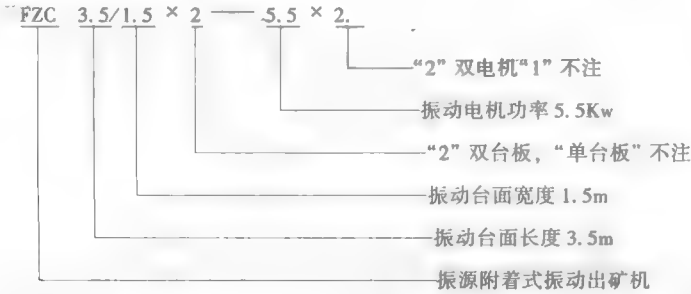 FZC 3.5/1.5 × 2 — 5.5 × 2.
“2”双电机“1”不注
振动电机功率5.5Kw
“2”双台板，“单台板”不注
振动台面宽度1.5m
振动台面长度3.5m
振源附着式振动出矿机